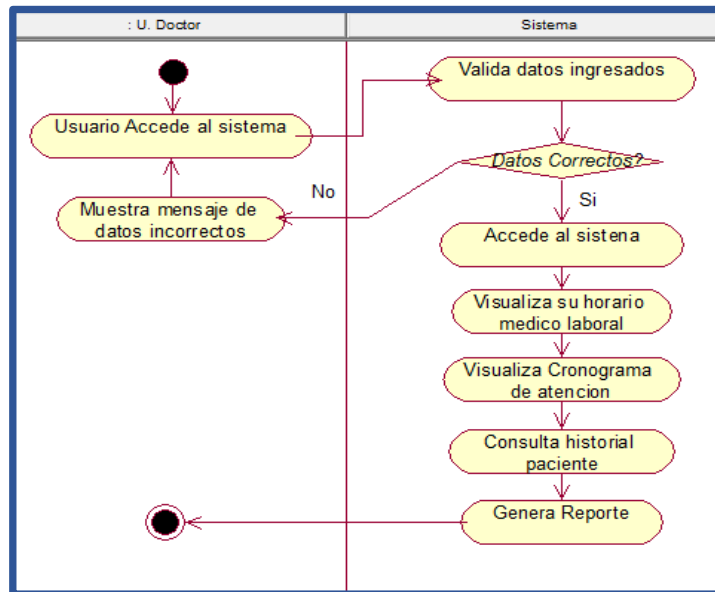 : U. Doctor
Sistema
Valida datos ingresados
Usuario Accede al sistema
Datos Correctos?
No
Muestra mensaje de
datos incorrectos
Si
Accede al sistena
Visualiza su horario
medico laboral
Visualiza Cronograma
de atencion
Consulta historial
paciente
Genera Reporte